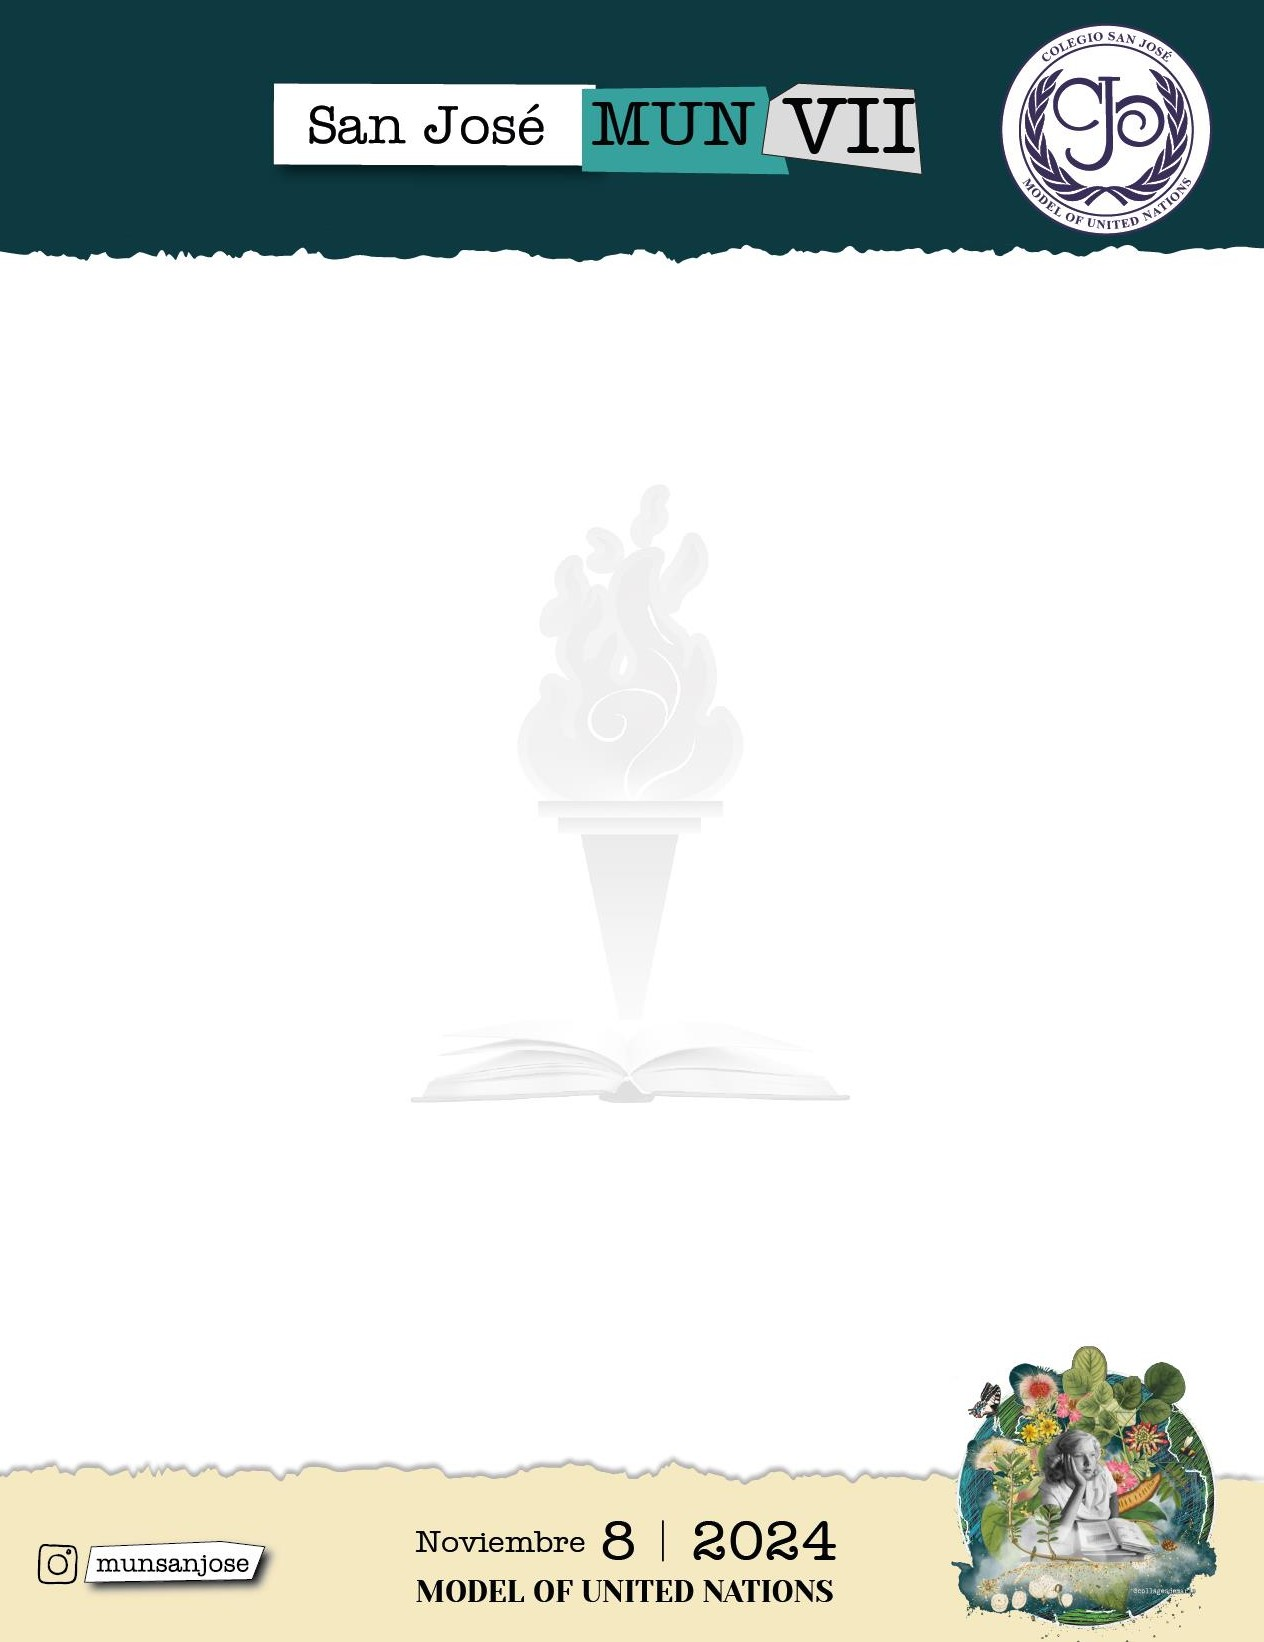 COLEGIO SAN JOSÉ
San José MUN VII
MODEL OF UNITED NATIONS
Noviembre 8 | 2024
munsanjose
MODEL OF UNITED NATIONS